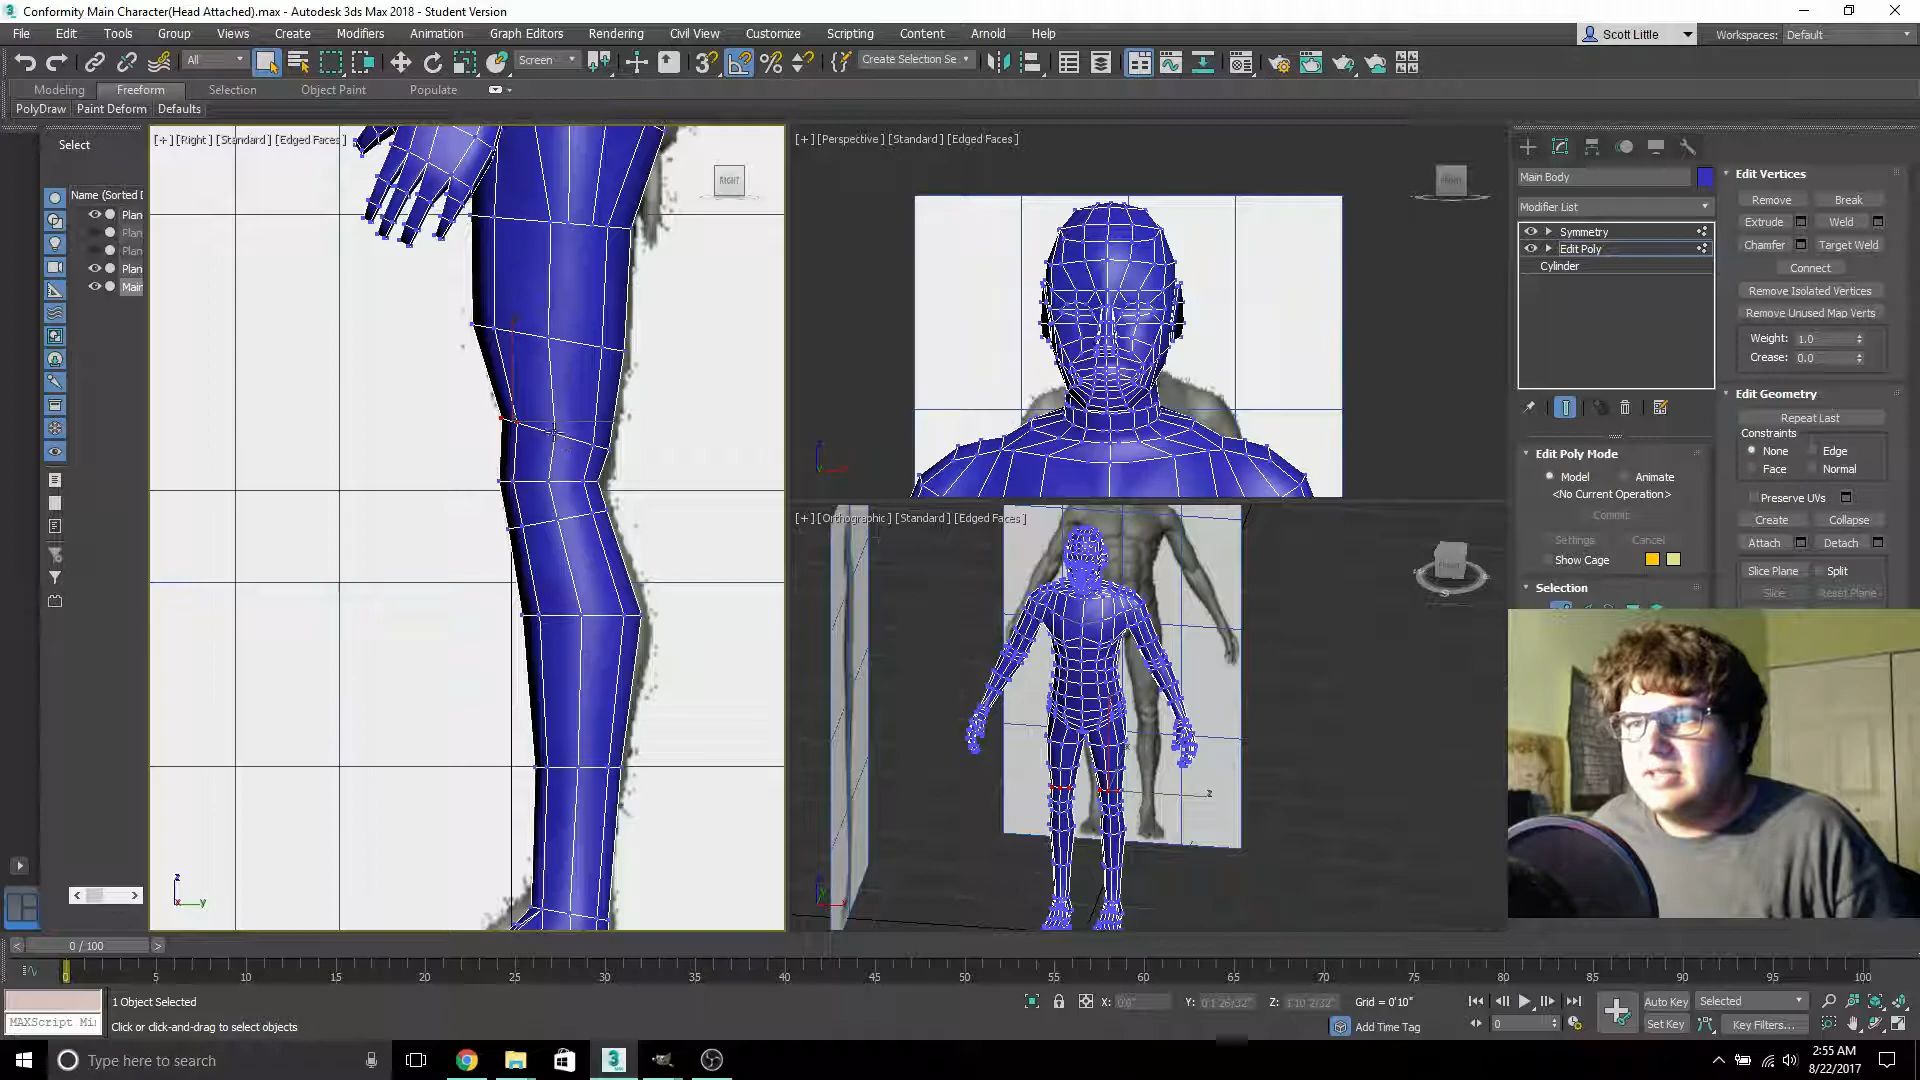 Conformity Main Character(Head Attached).max - Autodesk 3ds Max 2018 - Student Version
File Edit Tools Group Views Create Modifiers Animation Graph Editors Rendering Civil View Customize Scripting Content Arnold Help
Scott Little
Workspaces: Default
All
Screen
Create Selection Se
Modeling Freeform Selection Object Paint Populate
PolyDraw Paint Deform Defaults
Select
Name (Sorted
Plan
Plan
Plan
Plan
Main
[+] [Right] [Standard] [Edged Faces]
RIGHT
[+] [Perspective] [Standard] [Edged Faces]
[+] [Orthographic] [Standard] [Edged Faces]
Main Body
Modifier List
Symmetry
Edit Poly
Cylinder
Edit Poly Mode
Model Animate
<No Current Operation>
Commit
Settings Cancel
Show Cage
Selection
Edit Vertices
Remove Break
Extrude Weld
Chamfer Target Weld
Connect
Remove Isolated Vertices
Remove Unused Map Verts
Weight: 1.0
Crease: 0.0
Edit Geometry
Repeat Last
Constraints
None Edge
Face Normal
Preserve UVs
Create Collapse
Attach Detach
Slice Plane Split
Slice Reset Plane
0 / 100
0 5 10 15 20 25 30 35 40 45 50 55 60 65 70 75 80 85 90 95 100
1 Object Selected
MAXScript Mi
Click or click-and-drag to select objects
X: Y: Z: Grid = 0'10"
Add Time Tag
0
Auto Key Selected
Set Key Key Filters...
Type here to search
2:55 AM
8/22/2017